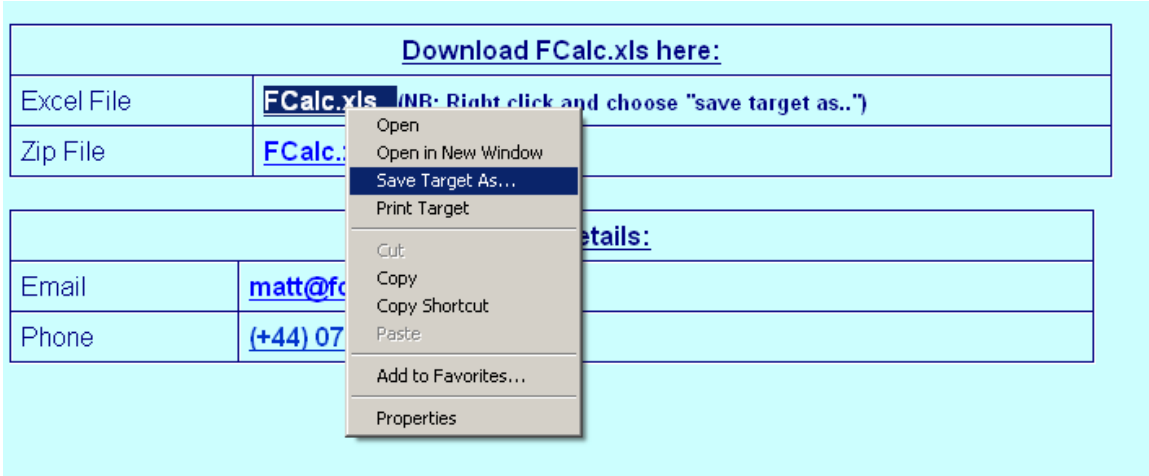 Download FCalc.xls here:
Excel File FCalc.xls (NB: Right click and choose "save target as..")
Zip File FCalc.
Open
Open in New Window
Save Target As...
Print Target
Cut
Copy
Copy Shortcut
Paste
Add to Favorites...
Properties
etails:
Email matt@fo
Phone (+44) 07